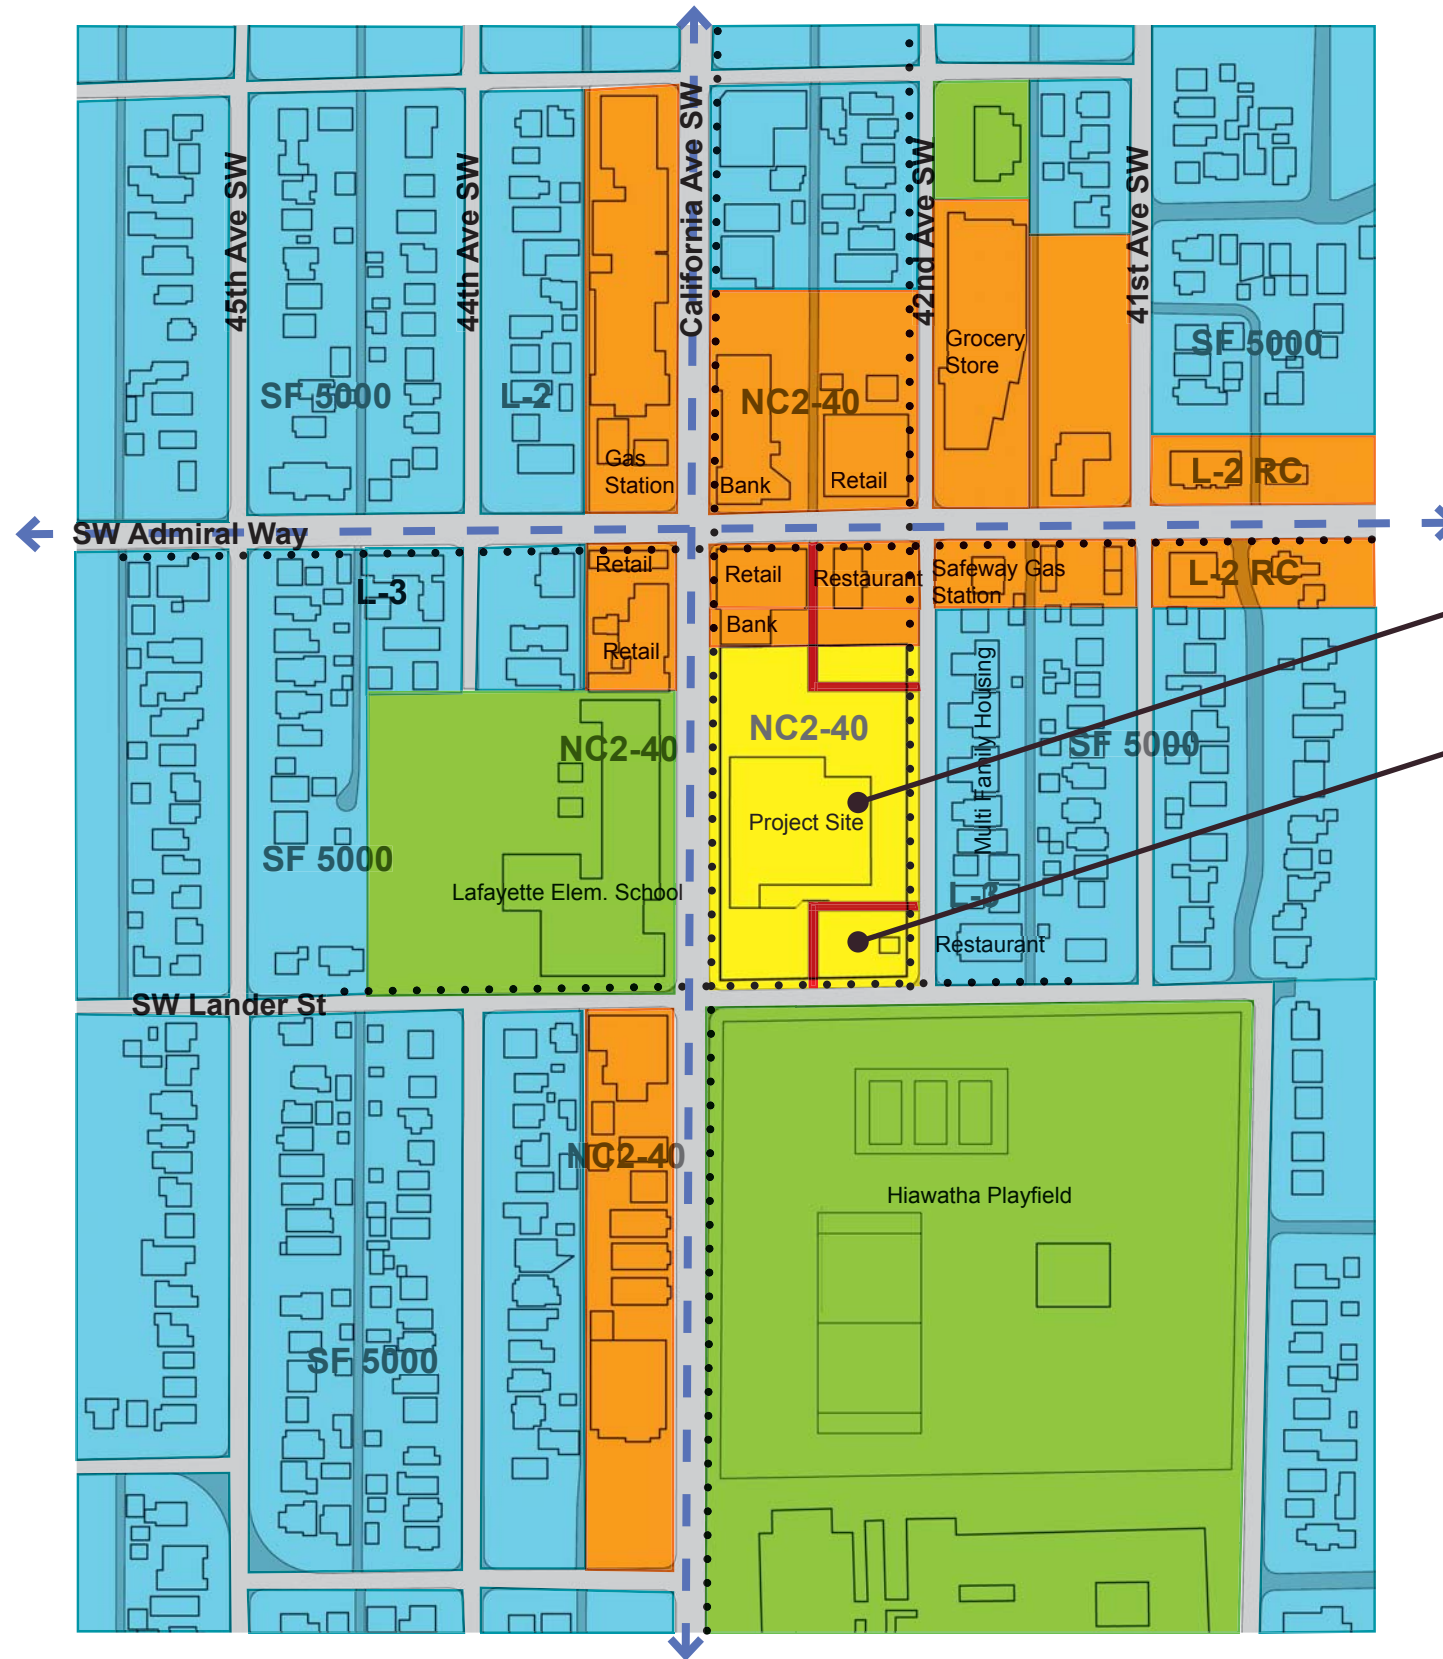 California Ave SW
45th Ave SW
44th Ave SW
42nd Ave SW
41st Ave SW
Grocery
Store
SF 5000
SF 5000
L-2
NC2-40
Gas
Station
Bank
Retail
L-2 RC
SW Admiral Way
Retail
Retail
Restaurant
Safeway Gas
Station
L-2 RC
L-3
Bank
Retail
Multi Family Housing
NC2-40
NC2-40
SF 5000
Project Site
SF 5000
Lafayette Elem. School
L-3
Restaurant
SW Lander St
NC2-40
Hiawatha Playfield
SF 5000